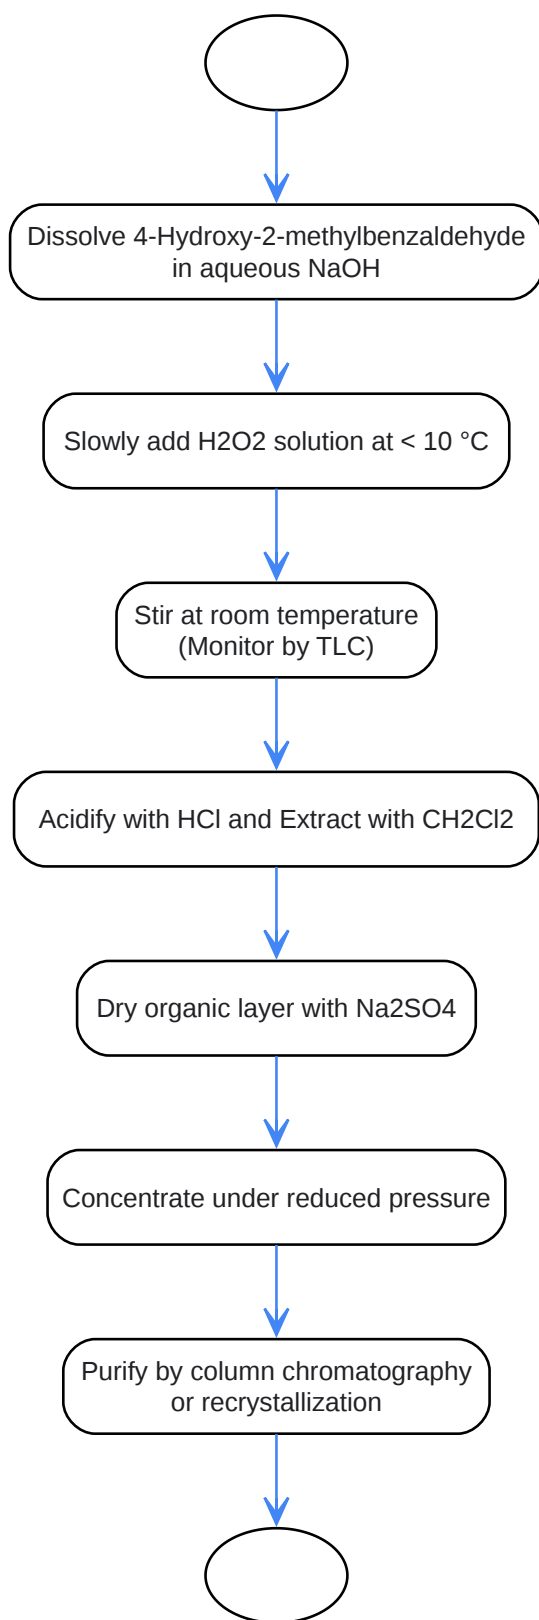 Dissolve 4-Hydroxy-2-methylbenzaldehyde
in aqueous NaOH
Slowly add H2O2 solution at < 10 °C
Stir at room temperature
(Monitor by TLC)
Acidify with HCl and Extract with CH2Cl2
Dry organic layer with Na2SO4
Concentrate under reduced pressure
Purify by column chromatography
or recrystallization